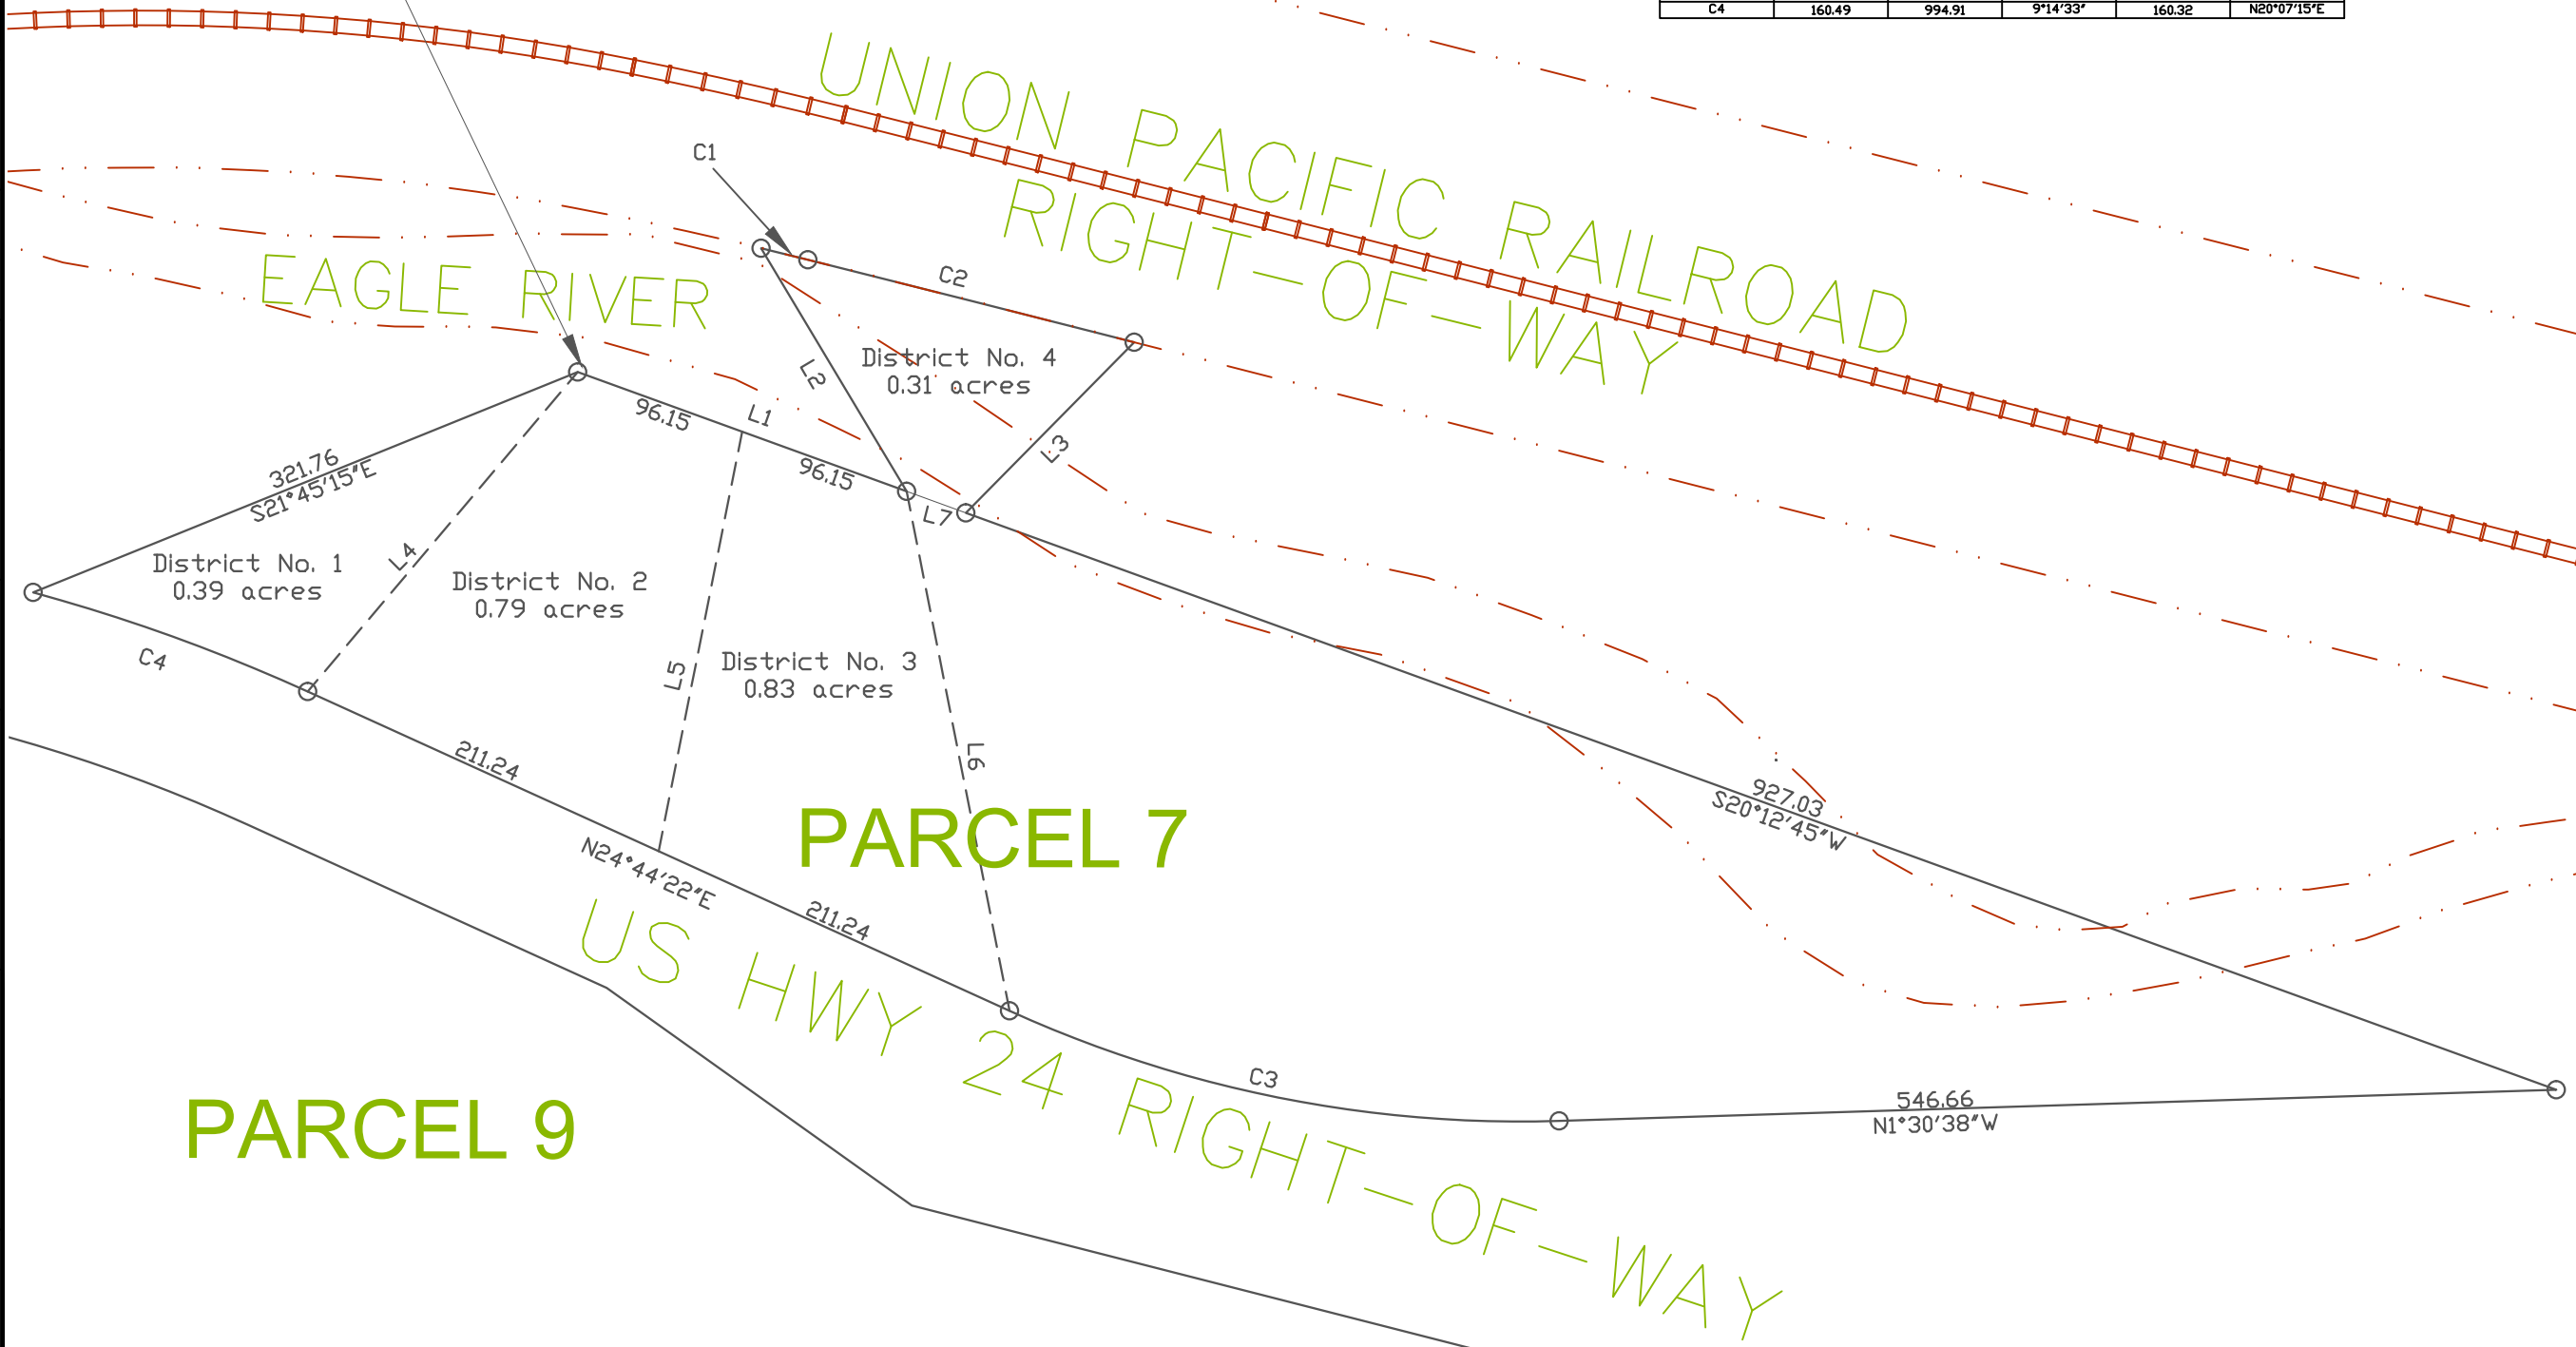 C4 160.49 994.91 9°14'33" 160.32 N20°07'15"E
UNION PACIFIC RAILROAD
RIGHT-OF-WAY
C1
EAGLE RIVER
C2
L2
District No. 4
0.31 acres
96.15
L1
L3
96.15
321.76
S21°45'15"E
L7
L4
District No. 1
0.39 acres
District No. 2
0.79 acres
C4
L5
District No. 3
0.83 acres
L6
211.24
927.03
S20°12'45"W
PARCEL 7
N24°44'22"E
211.24
US HWY 24 RIGHT-OF-WAY
C3
546.66
N1°30'38"W
PARCEL 9